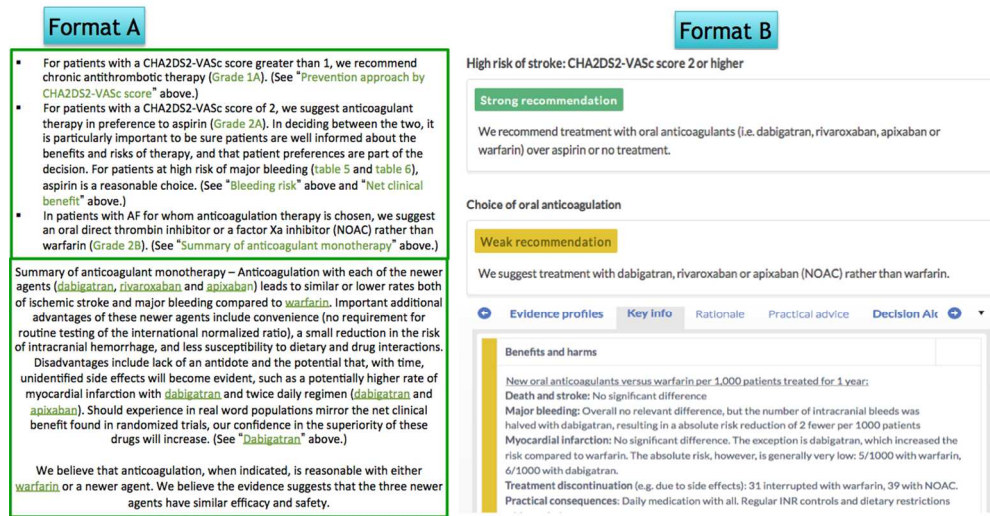 Format A
▪ For patients with a CHA2DS2-VASc score greater than 1, we recommend
chronic antithrombotic therapy (Grade 1A). (See "Prevention approach by
CHA2DS2-VASc score" above.)
▪ For patients with a CHA2DS2-VASc score of 2, we suggest anticoagulant
therapy in preference to aspirin (Grade 2A). In deciding between the two, it
is particularly important to be sure patients are well informed about the
benefits and risks of therapy, and that patient preferences are part of the
decision. For patients at high risk of major bleeding (table 5 and table 6),
aspirin is a reasonable choice. (See "Bleeding risk" above and "Net clinical
benefit" above.)
▪ In patients with AF for whom anticoagulation therapy is chosen, we suggest
an oral direct thrombin inhibitor or a factor Xa inhibitor (NOAC) rather than
warfarin (Grade 2B). (See "Summary of anticoagulant monotherapy" above.)
Summary of anticoagulant monotherapy – Anticoagulation with each of the newer
agents (dabigatran, rivaroxaban and apixaban) leads to similar or lower rates both
of ischemic stroke and major bleeding compared to warfarin. Important additional
advantages of these newer agents include convenience (no requirement for
routine testing of the international normalized ratio), a small reduction in the risk
of intracranial hemorrhage, and less susceptibility to dietary and drug interactions.
Disadvantages include lack of an antidote and the potential that, with time,
unidentified side effects will become evident, such as a potentially higher rate of
myocardial infarction with dabigatran and twice daily regimen (dabigatran and
apixaban). Should experience in real word populations mirror the net clinical
benefit found in randomized trials, our confidence in the superiority of these
drugs will increase. (See "Dabigatran" above.)
We believe that anticoagulation, when indicated, is reasonable with either
warfarin or a newer agent. We believe the evidence suggests that the three newer
agents have similar efficacy and safety.
Format B
High risk of stroke: CHA2DS2-VASc score 2 or higher
Strong recommendation
We recommend treatment with oral anticoagulants (i.e. dabigatran, rivaroxaban, apixaban or
warfarin) over aspirin or no treatment.
Choice of oral anticoagulation
Weak recommendation
We suggest treatment with dabigatran, rivaroxaban or apixaban (NOAC) rather than warfarin.
Evidence profiles Key info Rationale Practical advice Decision Aid
Benefits and harms
New oral anticoagulants versus warfarin per 1,000 patients treated for 1 year:
Death and stroke: No significant difference
Major bleeding: Overall no relevant difference, but the number of intracranial bleeds was
halved with dabigatran, resulting in a absolute risk reduction of 2 fewer per 1000 patients
Myocardial infarction: No significant difference. The exception is dabigatran, which increased the
risk compared to warfarin. The absolute risk, however, is generally very low: 5/1000 with warfarin,
6/1000 with dabigatran.
Treatment discontinuation (e.g. due to side effects): 31 interrupted with warfarin, 39 with NOAC.
Practical consequences: Daily medication with all. Regular INR controls and dietary restrictions